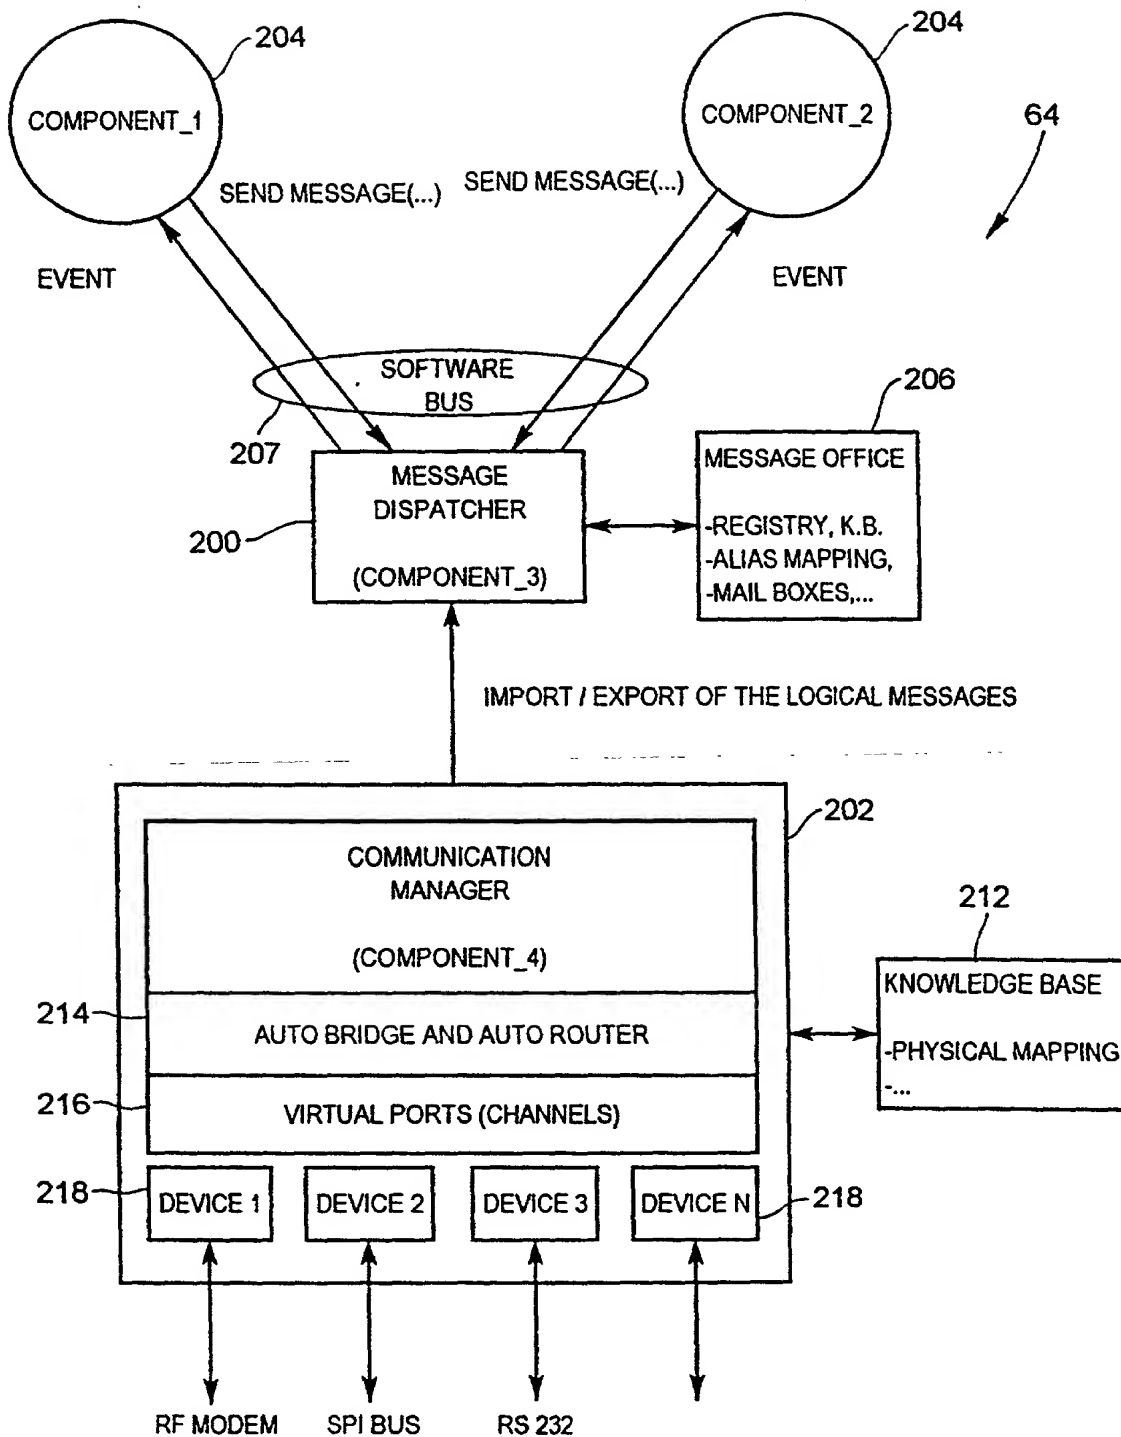 204
204
COMPONENT_1
COMPONENT_2
64
SEND MESSAGE(...)
SEND MESSAGE(...)
EVENT
EVENT
SOFTWARE
BUS
206
207
MESSAGE
DISPATCHER
(COMPONENT_3)
200
MESSAGE OFFICE
-REGISTRY, K.B.
-ALIAS MAPPING,
-MAIL BOXES,...
IMPORT / EXPORT OF THE LOGICAL MESSAGES
202
COMMUNICATION
MANAGER
(COMPONENT_4)
212
KNOWLEDGE BASE
-PHYSICAL MAPPING
-...
214
AUTO BRIDGE AND AUTO ROUTER
216
VIRTUAL PORTS (CHANNELS)
218
DEVICE 1
DEVICE 2
DEVICE 3
DEVICE N
218
RF MODEM
SPI BUS
RS 232